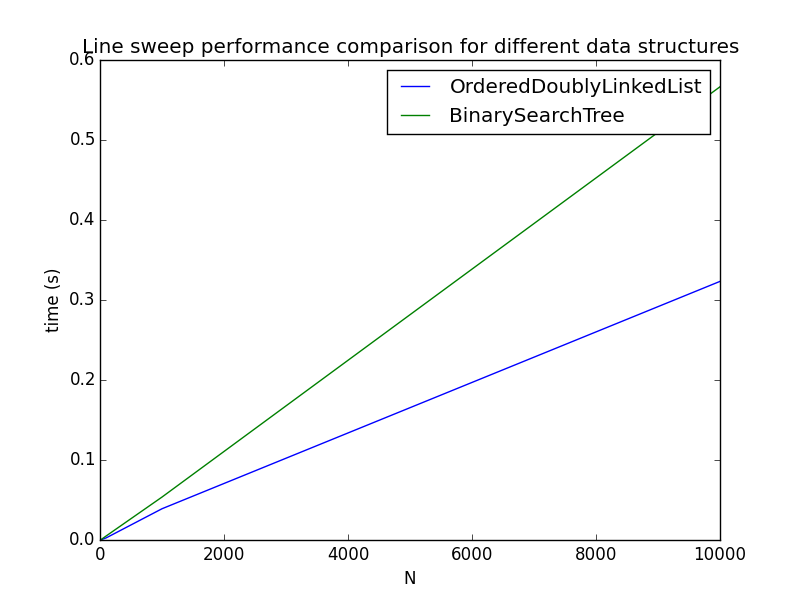 Line sweep performance comparison for different data structures
OrderedDoublyLinkedList
BinarySearchTree
0.6
0.5
0.4
0.3
0.2
0.1
0.0
time (s)
0 2000 4000 6000 8000 10000
N